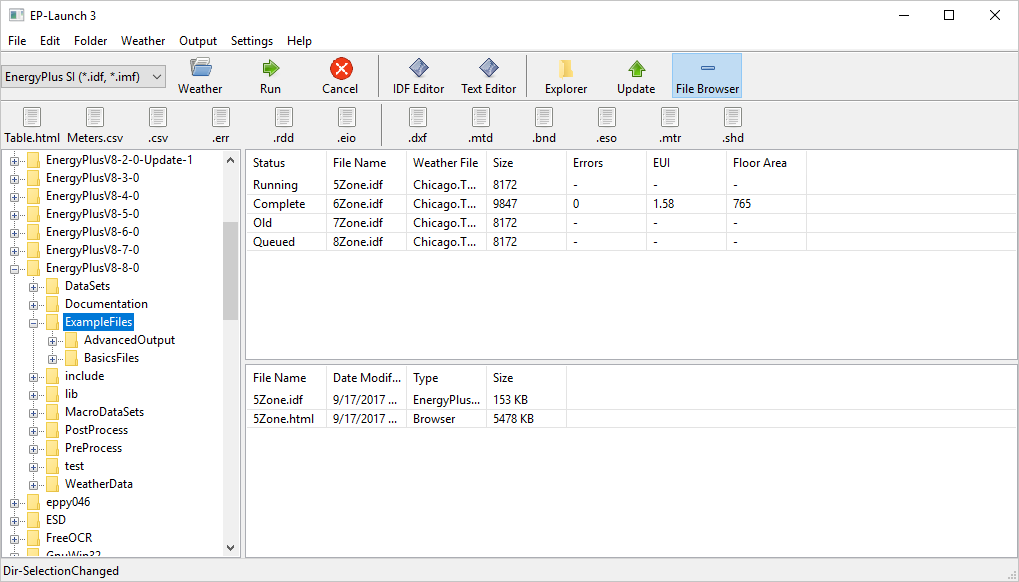 EP-Launch 3
File Edit Folder Weather Output Settings Help
EnergyPlus SI (*.idf, *.imf) Weather Run Cancel IDF Editor Text Editor Explorer Update File Browser
Table.html Meters.csv .csv .err .rdd .eio .dxf .mtd .bnd .eso .mtr .shd
EnergyPlusV8-2-0-Update-1
EnergyPlusV8-3-0
EnergyPlusV8-4-0
EnergyPlusV8-5-0
EnergyPlusV8-6-0
EnergyPlusV8-7-0
EnergyPlusV8-8-0
DataSets
Documentation
ExampleFiles
AdvancedOutput
BasicsFiles
include
lib
MacroDataSets
PostProcess
PreProcess
test
WeatherData
eppy046
ESD
FreeOCR
GnuWin32
Status File Name Weather File Size Errors EUI Floor Area
Running 5Zone.idf Chicago.T... 8172 - - -
Complete 6Zone.idf Chicago.T... 9847 0 1.58 765
Old 7Zone.idf Chicago.T... 8172 - - -
Queued 8Zone.idf Chicago.T... 8172 - - -
File Name Date Modif... Type Size
5Zone.idf 9/17/2017 ... EnergyPlus... 153 KB
5Zone.html 9/17/2017 ... Browser 5478 KB
Dir-SelectionChanged